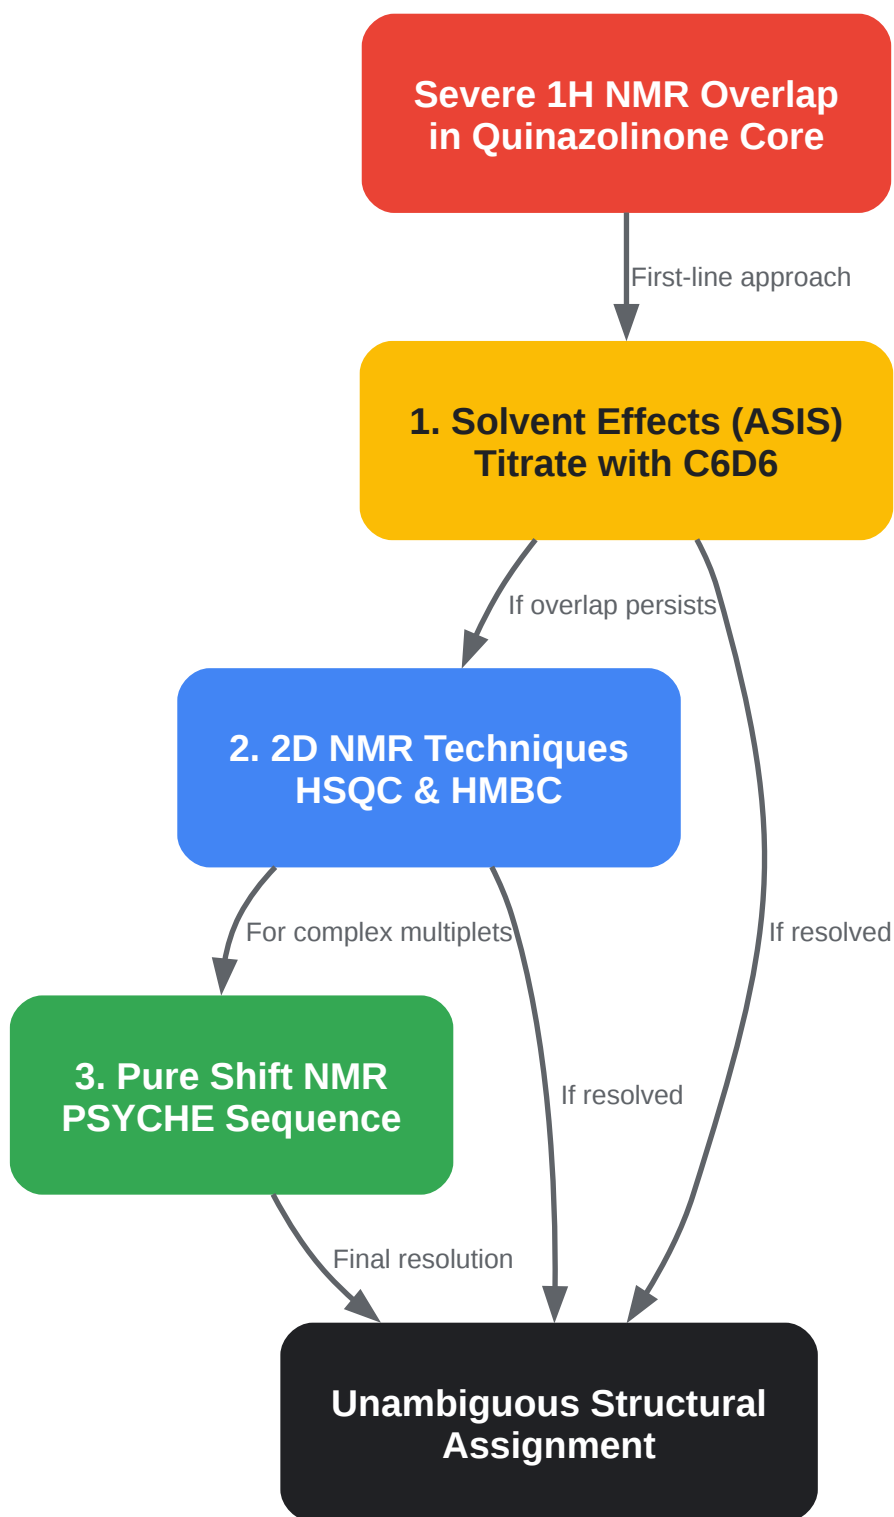 Severe 1H NMR Overlap
in Quinazolinone Core
First-line approach
1. Solvent Effects (ASIS)
Titrate with C6D6
If overlap persists
2. 2D NMR Techniques
HSQC & HMBC
For complex multiplets
If resolved
3. Pure Shift NMR
PSYCHE Sequence
If resolved
Final resolution
Unambiguous Structural
Assignment